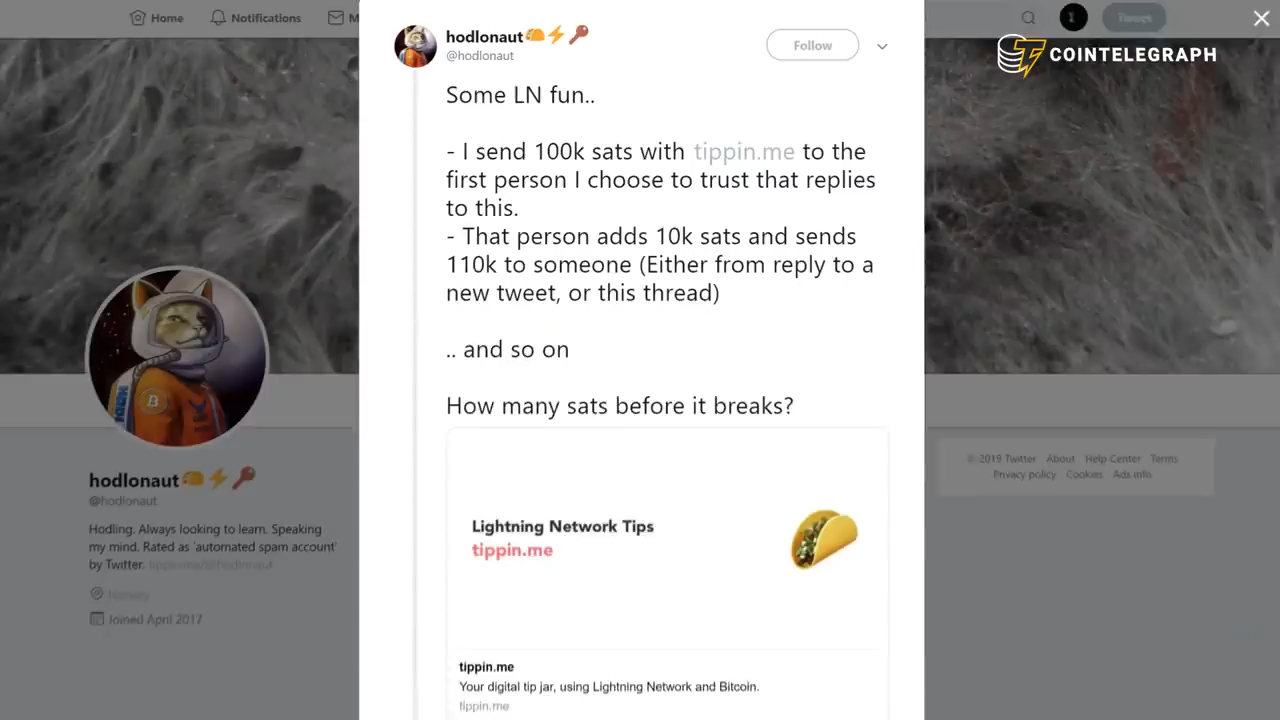 Home
Notifications
M
hodlonaut
@hodlonaut
Follow
COINTELEGRAPH
Some LN fun..
- I send 100k sats with tippin.me to the
first person I choose to trust that replies
to this.
- That person adds 10k sats and sends
110k to someone (Either from reply to a
new tweet, or this thread)
.. and so on
How many sats before it breaks?
Lightning Network Tips
tippin.me
tippin.me
Your digital tip jar, using Lightning Network and Bitcoin.
tippin.me
hodlonaut
@hodlonaut
Hodling. Always looking to learn. Speaking
my mind. Rated as 'automated spam account'
by Twitter. tippin.me/@hodlonaut
Norway
Joined April 2017
© 2019 Twitter About Help Center Terms
Privacy policy Cookies Ads info